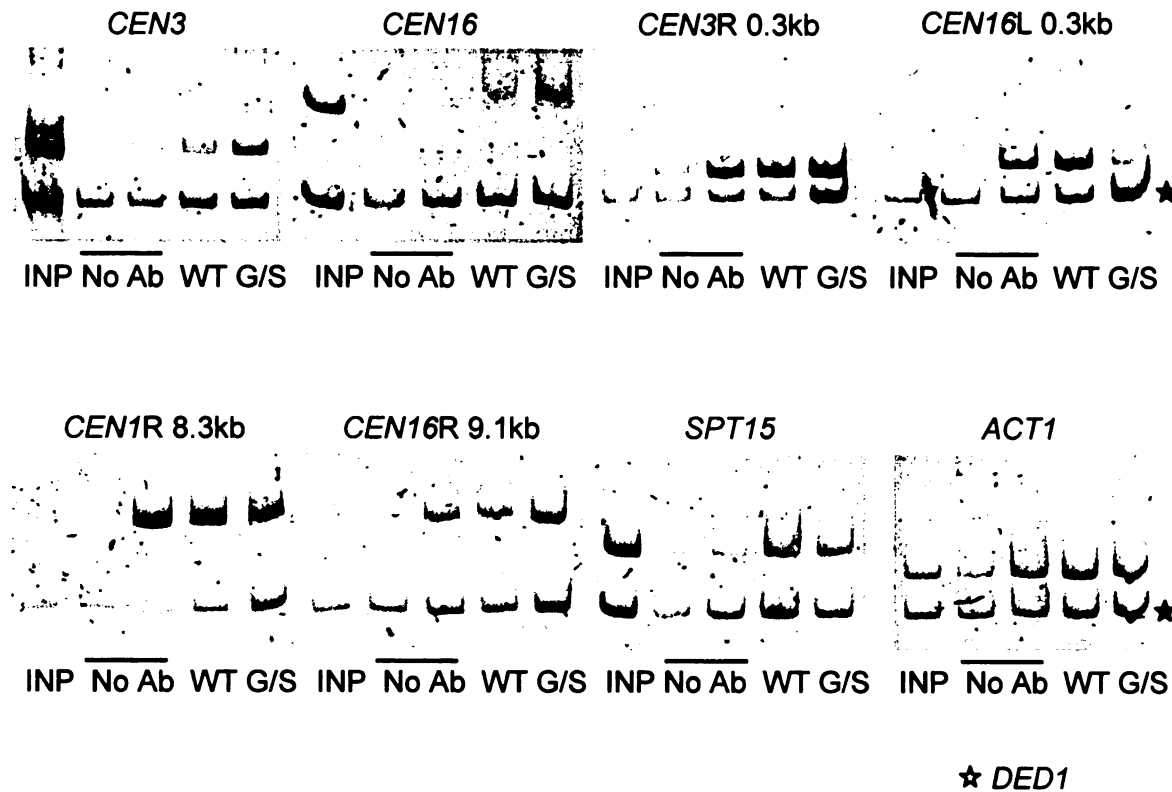 CEN3 CEN16 CEN3R 0.3kb CEN16L 0.3kb
INP No Ab WT G/S INP No Ab WT G/S INP No Ab WT G/S INP No Ab WT G/S
CEN1R 8.3kb CEN16R 9.1kb SPT15 ACT1
INP No Ab WT G/S INP No Ab WT G/S INP No Ab WT G/S INP No Ab WT G/S
☆ DED1